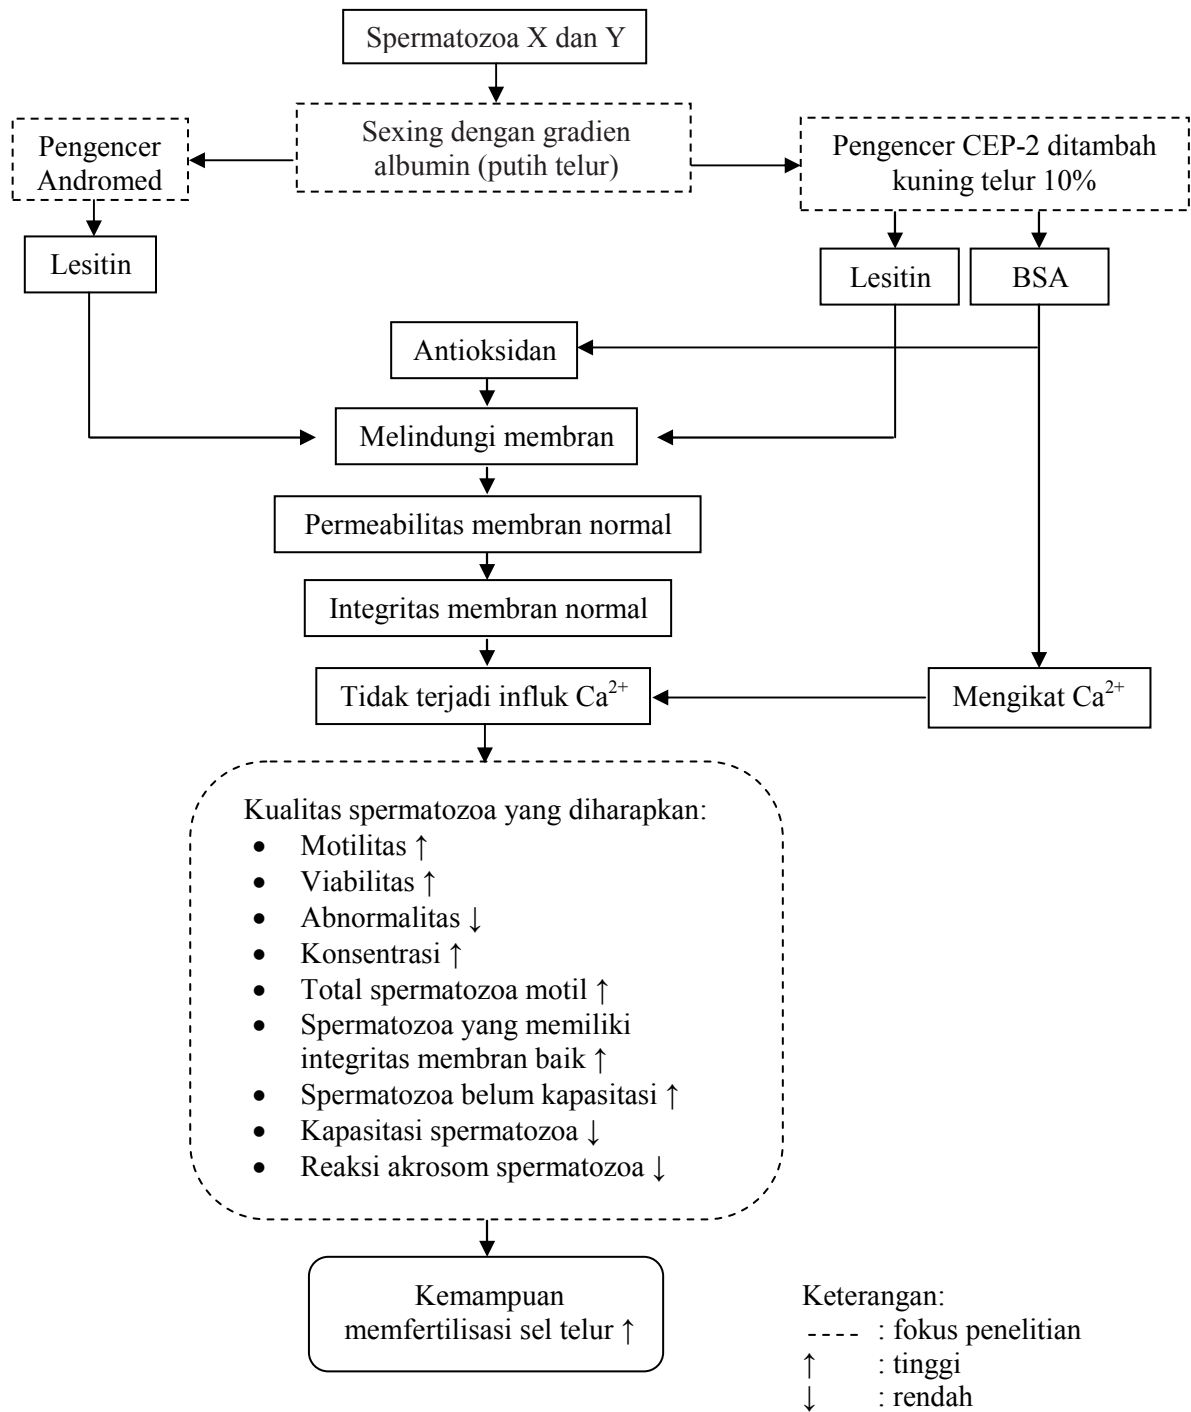 Spermatozoa X dan Y
Sexing dengan gradien
albumin (putih telur)
Pengencer
Andromed
Pengencer CEP-2 ditambah
kuning telur 10%
Lesitin
Lesitin
BSA
Antioksidan
Melindungi membran
Permeabilitas membran normal
Integritas membran normal
Tidak terjadi influk Ca²⁺
Mengikat Ca²⁺
Kualitas spermatozoa yang diharapkan:
• Motilitas ↑
• Viabilitas ↑
• Abnormalitas ↓
• Konsentrasi ↑
• Total spermatozoa motil ↑
• Spermatozoa yang memiliki
integritas membran baik ↑
• Spermatozoa belum kapasitasi ↑
• Kapasitasi spermatozoa ↓
• Reaksi akrosom spermatozoa ↓
Kemampuan
memfertilisasi sel telur ↑
Keterangan:
---- : fokus penelitian
↑ : tinggi
↓ : rendah